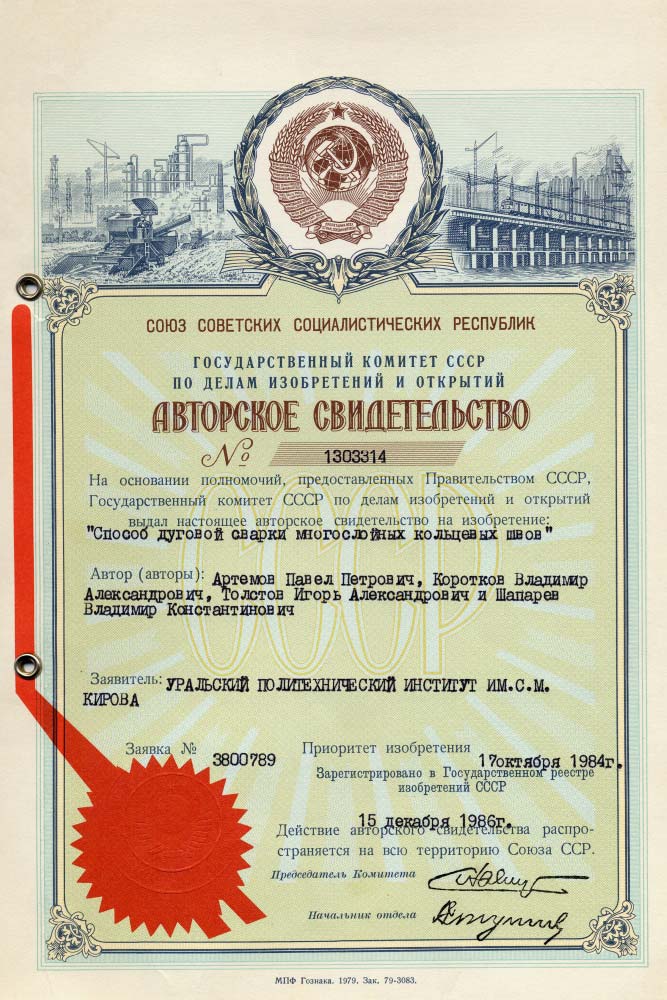 СОЮЗ СОВЕТСКИХ СОЦИАЛИСТИЧЕСКИХ РЕСПУБЛИК
ГОСУДАРСТВЕННЫЙ КОМИТЕТ СССР
ПО ДЕЛАМ ИЗОБРЕТЕНИЙ И ОТКРЫТИЙ
АВТОРСКОЕ СВИДЕТЕЛЬСТВО
№ 1303314
На основании полномочий, предоставленных Правительством СССР,
Государственный комитет СССР по делам изобретений и открытий
выдал настоящее авторское свидетельство на изобретение:
"Способ дуговой сварки многослойных кольцевых швов"
Автор (авторы): Артемов Павел Петрович, Коротков Владимир
Александрович, Толстов Игорь Александрович и Шапарев
Владимир Константинович
СССР
Заявитель: УРАЛЬСКИЙ ПОЛИТЕХНИЧЕСКИЙ ИНСТИТУТ ИМ.С.М.
КИРОВА
Заявка № 3800789 Приоритет изобретения 17октября 1984г.
Зарегистрировано в Государственном реестре
изобретений СССР
15 декабря 1986г.
Действие авторского свидетельства распро-
страняется на всю территорию Союза ССР.
Председатель Комитета
Начальник отдела
МПФ Гознака. 1979. Зак. 79-3083.